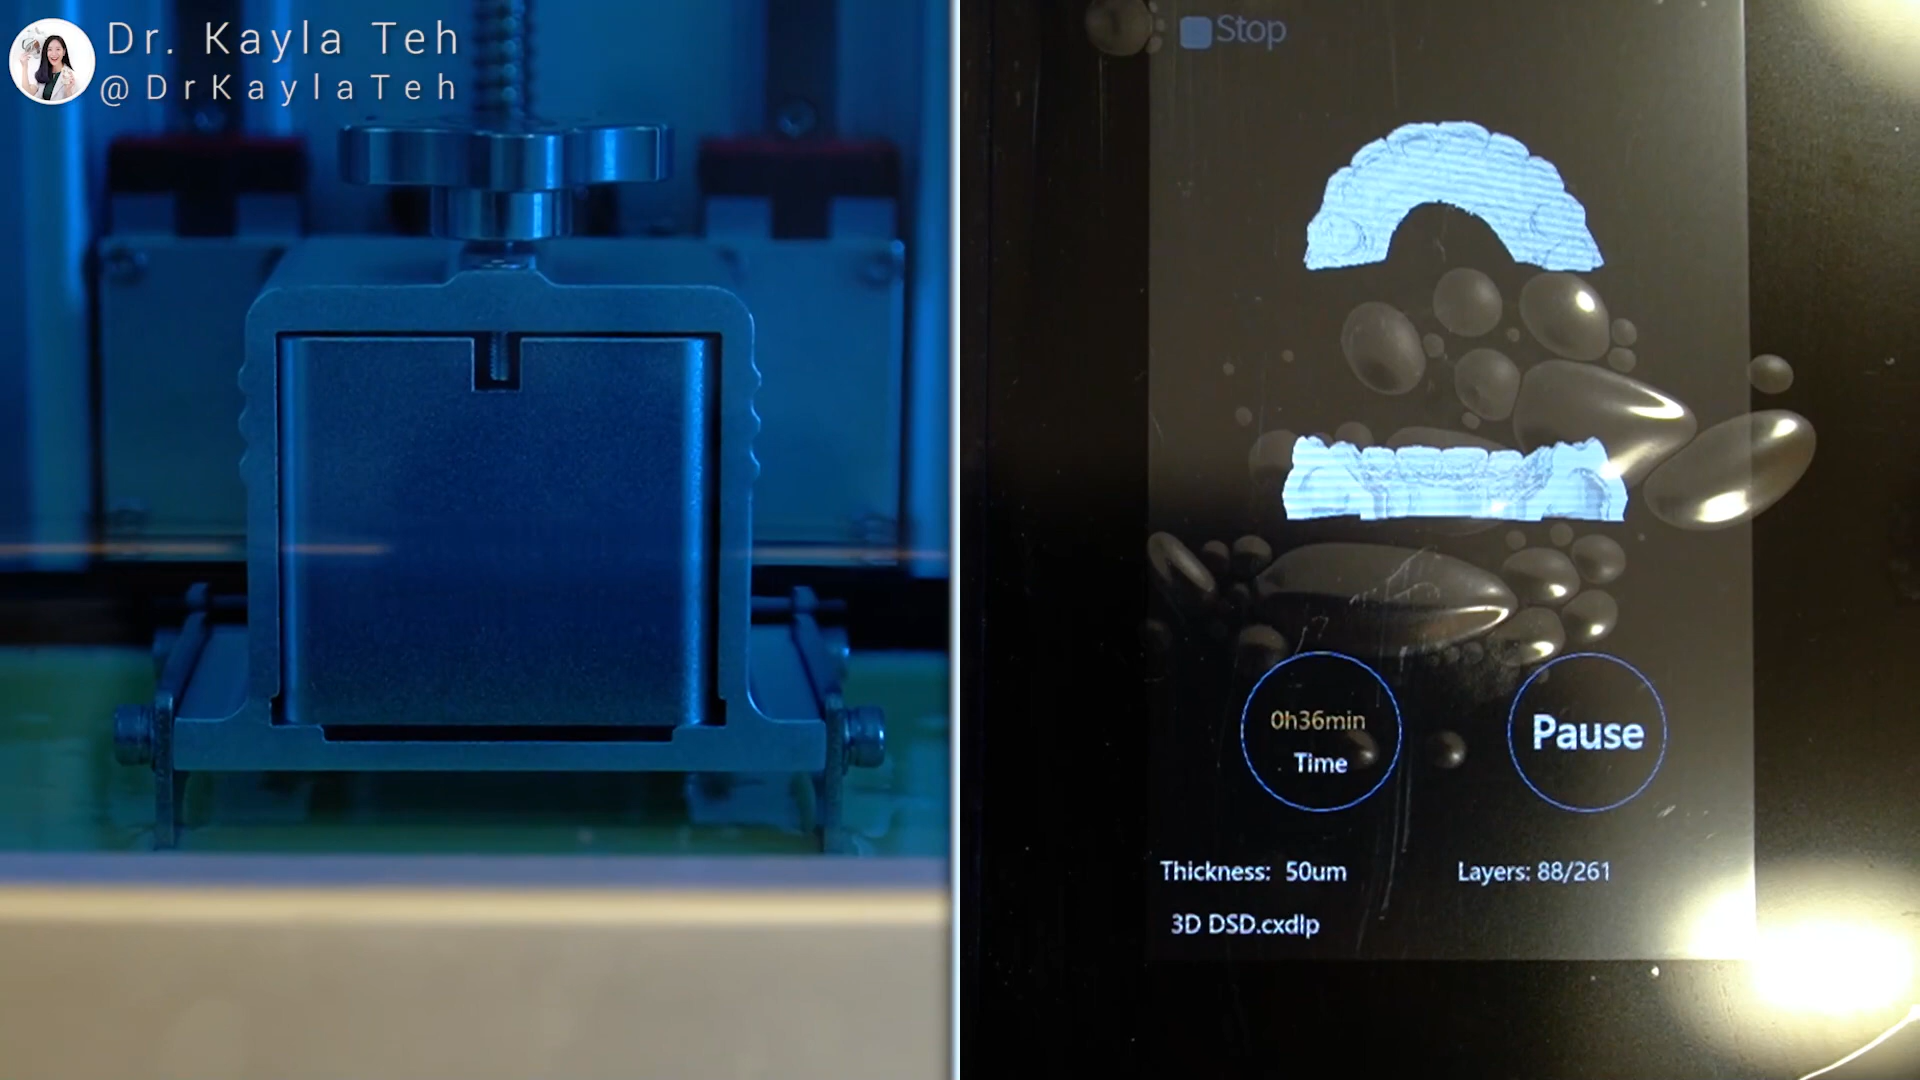 Dr. Kayla Teh
@DrKaylaTeh
Stop
0h36min
Time
Pause
Thickness: 50um
Layers: 88/261
3D DSD.cxdlp